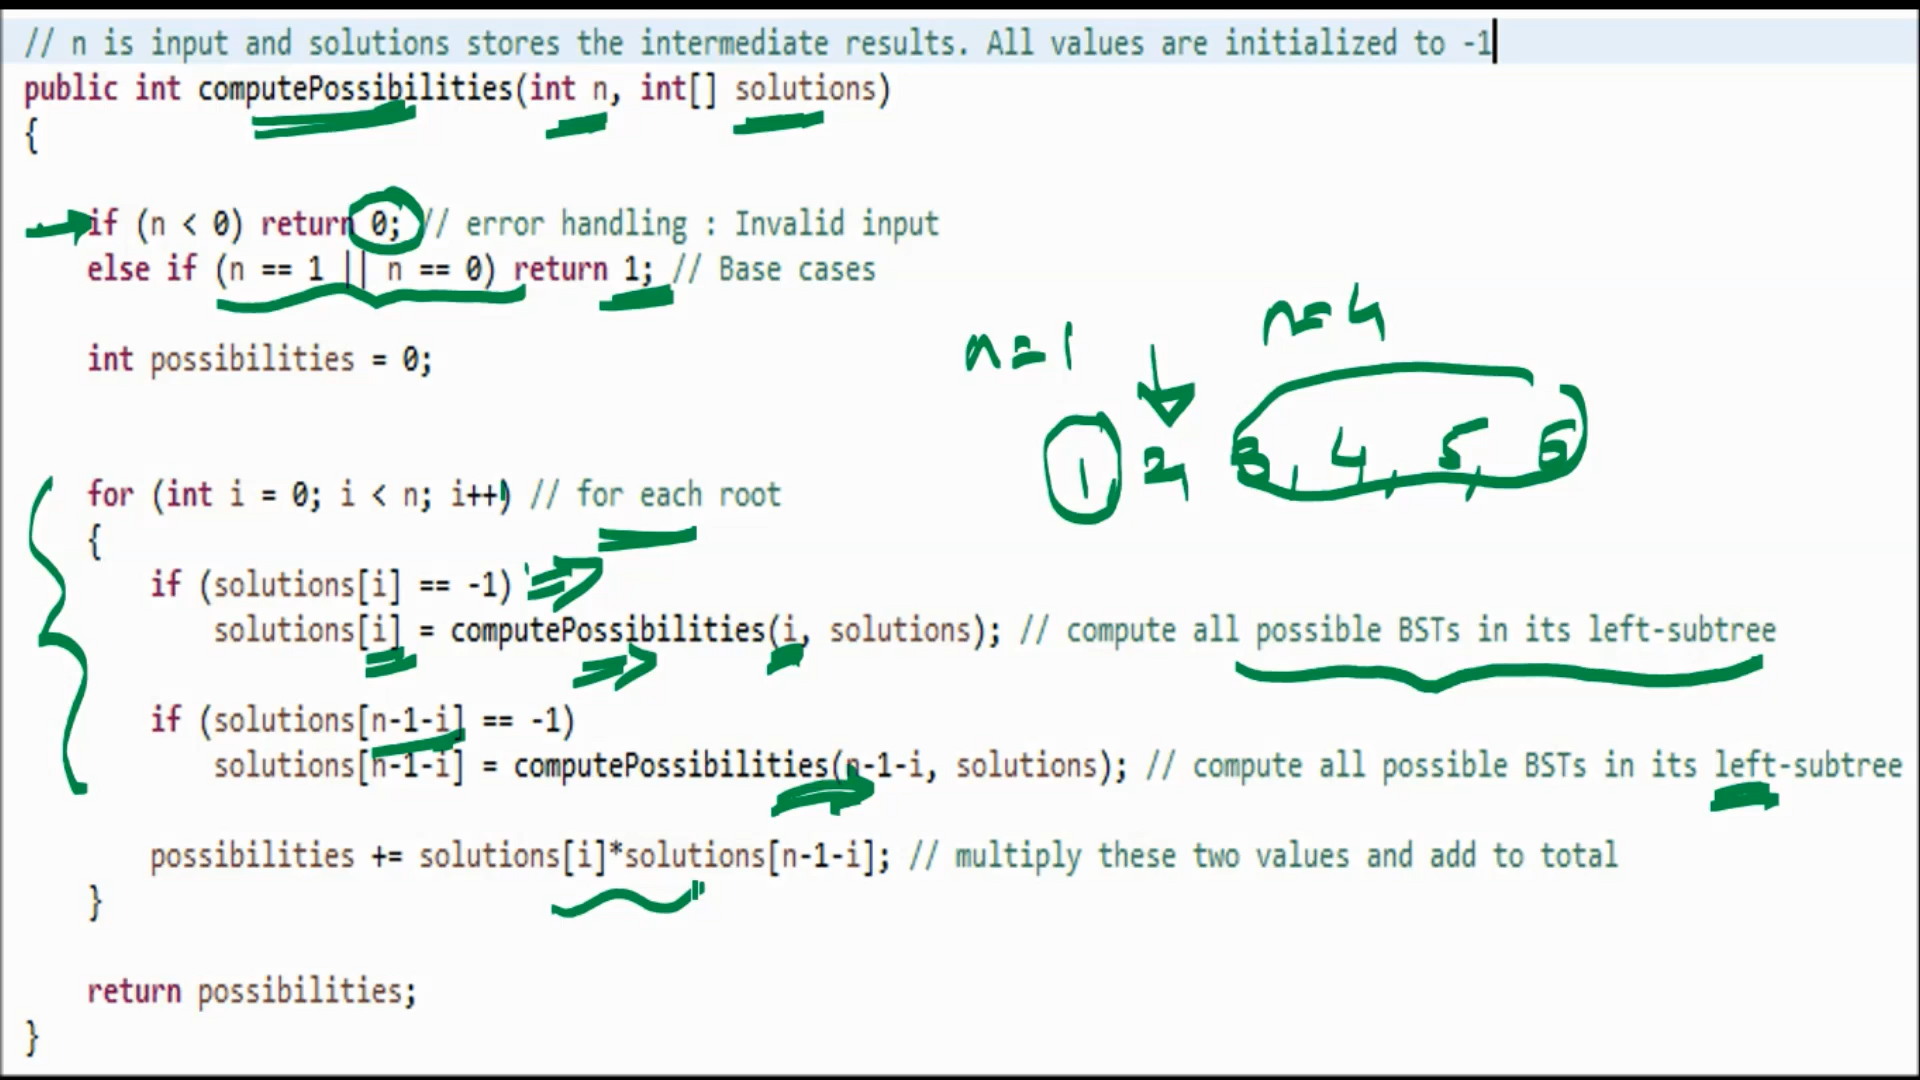 // n is input and solutions stores the intermediate results. All values are initialized to -1
public int computePossibilities(int n, int[] solutions)
{
if (n < 0) return 0; // error handling : Invalid input
else if (n == 1 || n == 0) return 1; // Base cases
n=4
n=1
int possibilities = 0;
1 2, 3, 4, 5, 6
for (int i = 0; i < n; i++) // for each root
{
if (solutions[i] == -1)
solutions[i] = computePossibilities(i, solutions); // compute all possible BSTs in its left-subtree
if (solutions[n-1-i] == -1)
solutions[n-1-i] = computePossibilities(n-1-i, solutions); // compute all possible BSTs in its left-subtree
possibilities += solutions[i]*solutions[n-1-i]; // multiply these two values and add to total
}
return possibilities;
}